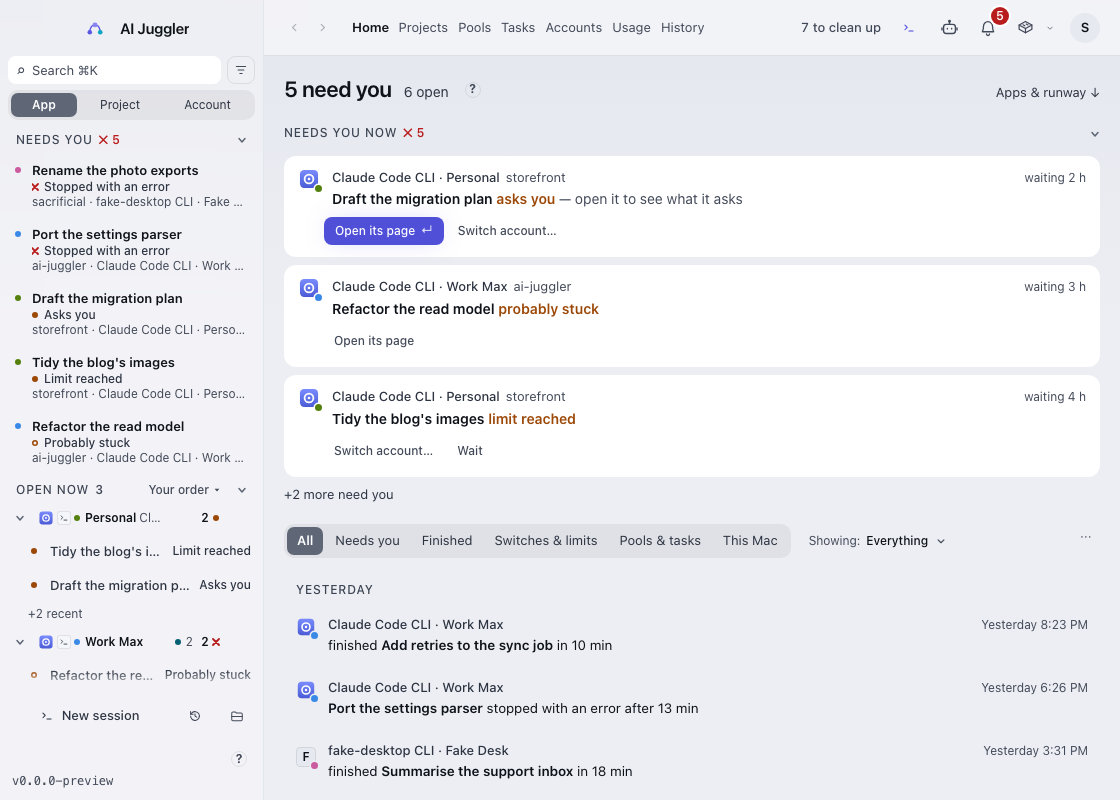 AI Juggler
Search ⌘K
App Project Account
NEEDS YOU 5
Rename the photo exports
Stopped with an error
sacrificial · fake-desktop CLI · Fake ...
Port the settings parser
Stopped with an error
ai-juggler · Claude Code CLI · Work ...
Draft the migration plan
Asks you
storefront · Claude Code CLI · Perso...
Tidy the blog's images
Limit reached
storefront · Claude Code CLI · Perso...
Refactor the read model
Probably stuck
ai-juggler · Claude Code CLI · Work ...
OPEN NOW 3 Your order
Personal Cl... 2
Tidy the blog's i... Limit reached
Draft the migration p... Asks you
+2 recent
Work Max 2 2
Refactor the re... Probably stuck
New session
?
v0.0.0-preview
Home Projects Pools Tasks Accounts Usage History 7 to clean up 5 S
5 need you 6 open ? Apps & runway ↓
NEEDS YOU NOW 5
Claude Code CLI · Personal storefront waiting 2 h
Draft the migration plan asks you — open it to see what it asks
Open its page ↵ Switch account...
Claude Code CLI · Work Max ai-juggler waiting 3 h
Refactor the read model probably stuck
Open its page
Claude Code CLI · Personal storefront waiting 4 h
Tidy the blog's images limit reached
Switch account... Wait
+2 more need you
All Needs you Finished Switches & limits Pools & tasks This Mac Showing: Everything ...
YESTERDAY
Claude Code CLI · Work Max Yesterday 8:23 PM
finished Add retries to the sync job in 10 min
Claude Code CLI · Work Max Yesterday 6:26 PM
Port the settings parser stopped with an error after 13 min
F fake-desktop CLI · Fake Desk Yesterday 3:31 PM
finished Summarise the support inbox in 18 min